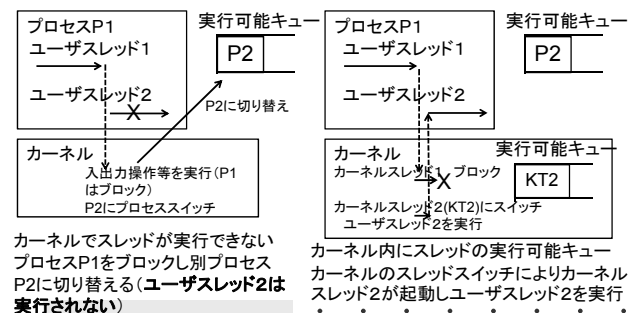 プロセスP1
ユーザスレッド1
ユーザスレッド2
X
実行可能キュー
P2
P2に切り替え
カーネル
入出力操作等を実行(P1
はブロック)
P2にプロセススイッチ
カーネルでスレッドが実行できない
プロセスP1をブロックし別プロセス
P2に切り替える(ユーザスレッド2は
実行されない)
プロセスP1
ユーザスレッド1
ユーザスレッド2
実行可能キュー
P2
カーネル
カーネルスレッド1 ブロック
X
カーネルスレッド2(KT2)にスイッチ
ユーザスレッド2を実行
実行可能キュー
KT2
カーネル内にスレッドの実行可能キュー
カーネルのスレッドスイッチによりカーネル
スレッド2が起動しユーザスレッド2を実行